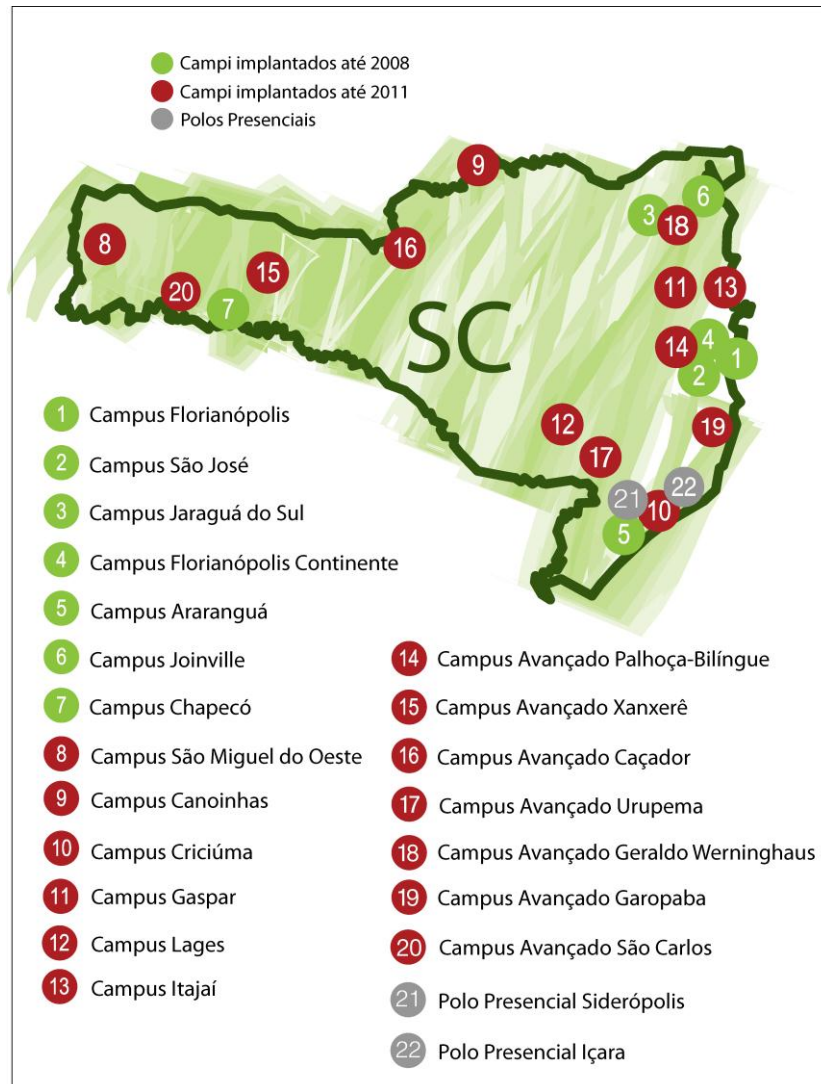 Campi implantados até 2008
Campi implantados até 2011
Polos Presenciais
9
6
3
18
8
16
15
20
7
11
13
SC
4
14
1
2
12
19
17
22
21
10
5
1 Campus Florianópolis
2 Campus São José
3 Campus Jaraguá do Sul
4 Campus Florianópolis Continente
5 Campus Araranguá
6 Campus Joinville
7 Campus Chapecó
8 Campus São Miguel do Oeste
9 Campus Canoinhas
10 Campus Criciúma
11 Campus Gaspar
12 Campus Lages
13 Campus Itajaí
14 Campus Avançado Palhoça-Bilíngue
15 Campus Avançado Xanxerê
16 Campus Avançado Caçador
17 Campus Avançado Urupema
18 Campus Avançado Geraldo Werninghaus
19 Campus Avançado Garopaba
20 Campus Avançado São Carlos
21 Polo Presencial Siderópolis
22 Polo Presencial Içara